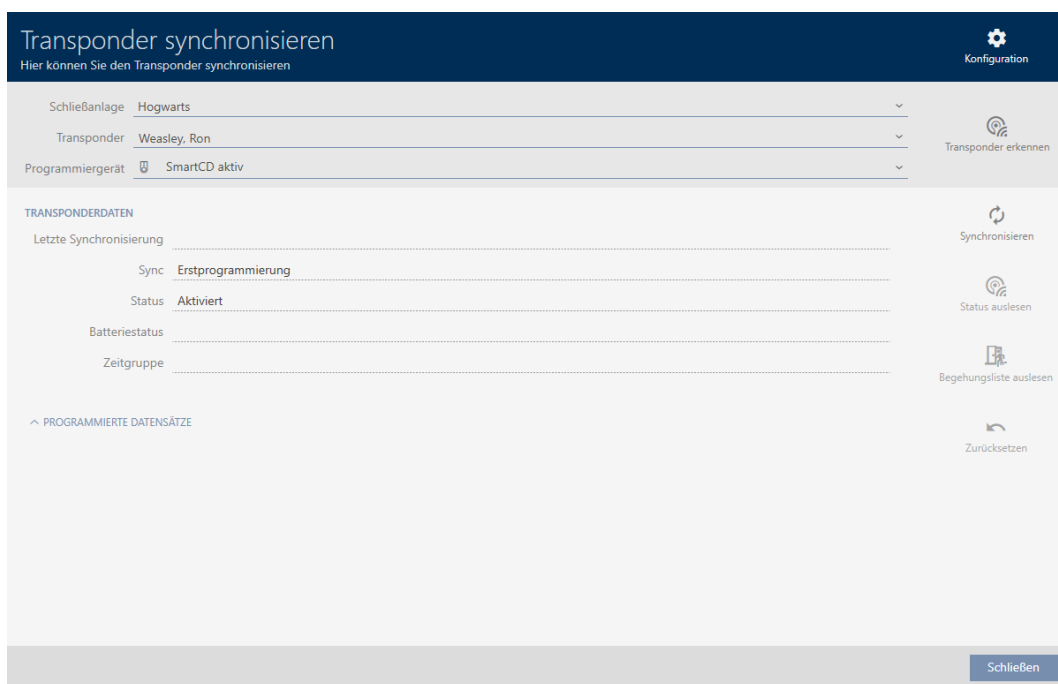 Transponder synchronisieren
Hier können Sie den Transponder synchronisieren
Konfiguration
Schließanlage Hogwarts
Transponder Weasley, Ron
Programmiergerät SmartCD aktiv
Transponder erkennen
TRANSPONDERDATEN
Letzte Synchronisierung
Sync Erstprogrammierung
Status Aktiviert
Batteriestatus
Zeitgruppe
PROGRAMMIERTE DATENSÄTZE
Synchronisieren
Status auslesen
Begehungsliste auslesen
Zurücksetzen
Schließen